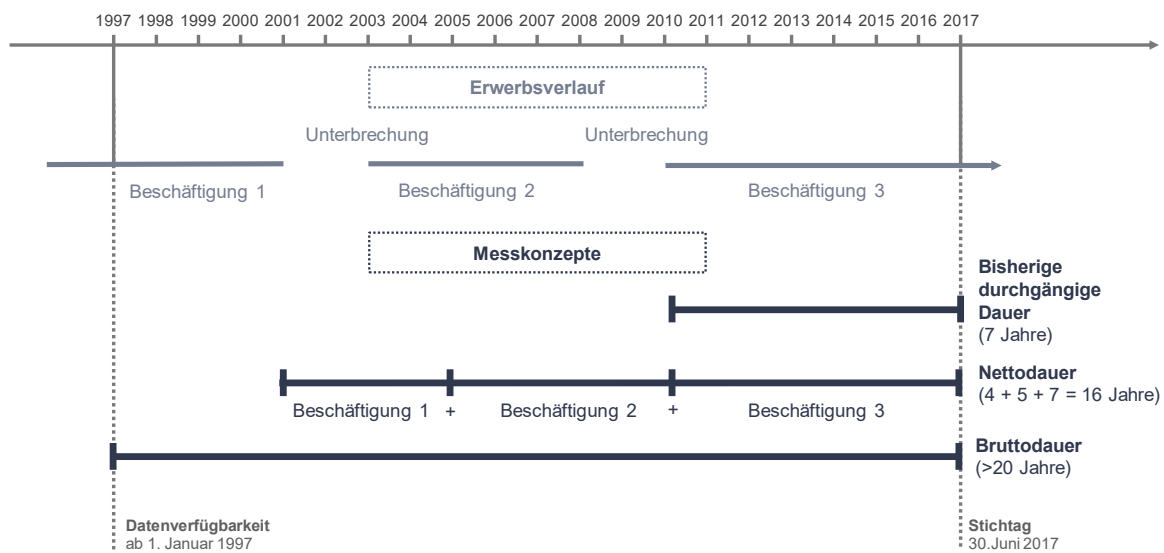 1997 1998 1999 2000 2001 2002 2003 2004 2005 2006 2007 2008 2009 2010 2011 2012 2013 2014 2015 2016 2017
Erwerbsverlauf
Unterbrechung Unterbrechung
Beschäftigung 1 Beschäftigung 2 Beschäftigung 3
Messkonzepte
Bisherige
durchgängige
Dauer
(7 Jahre)
Nettodauer
(4 + 5 + 7 = 16 Jahre)
Beschäftigung 1 + Beschäftigung 2 + Beschäftigung 3
Bruttodauer
(>20 Jahre)
Datenverfügbarkeit
ab 1. Januar 1997
Stichtag
30.Juni 2017